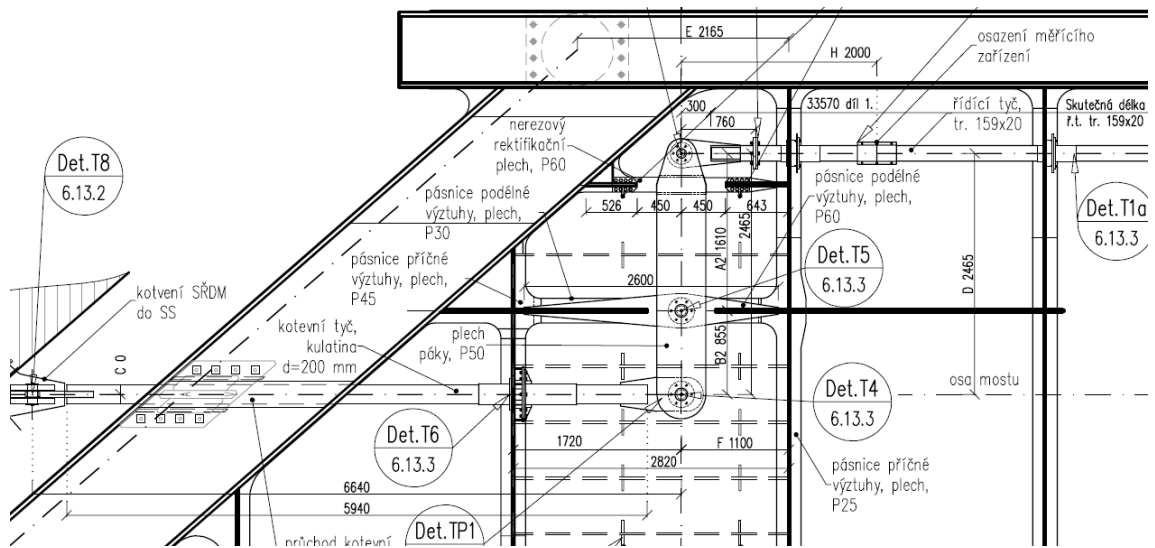 E 2165
osazení měřícího
zařízení
H 2000
300
760
33570 díl 1.
řídící tyč,
tr. 159x20
Skutečná délka
ř.t. tr. 159x20
nerezový
rektifikační
plech, P60
Det.T8
6.13.2
pásnice podélné
výztuhy, plech,
P30
pásnice podélné
výztuhy, plech,
P60
Det.T1a
6.13.3
526
450
450
643
2465
A2 1610
D 2465
pásnice příčné
výztuhy, plech,
P45
2600
Det.T5
6.13.3
kotvení SŘDM
do SS
kotevní tyč,
kulatina
d=200 mm
plech
páky, P50
B2 855
C 0
osa mostu
Det.T4
6.13.3
Det.T6
6.13.3
1720
F 1100
2820
pásnice příčné
výztuhy, plech,
P25
6640
5940
Det.TP1
průchod kotevní